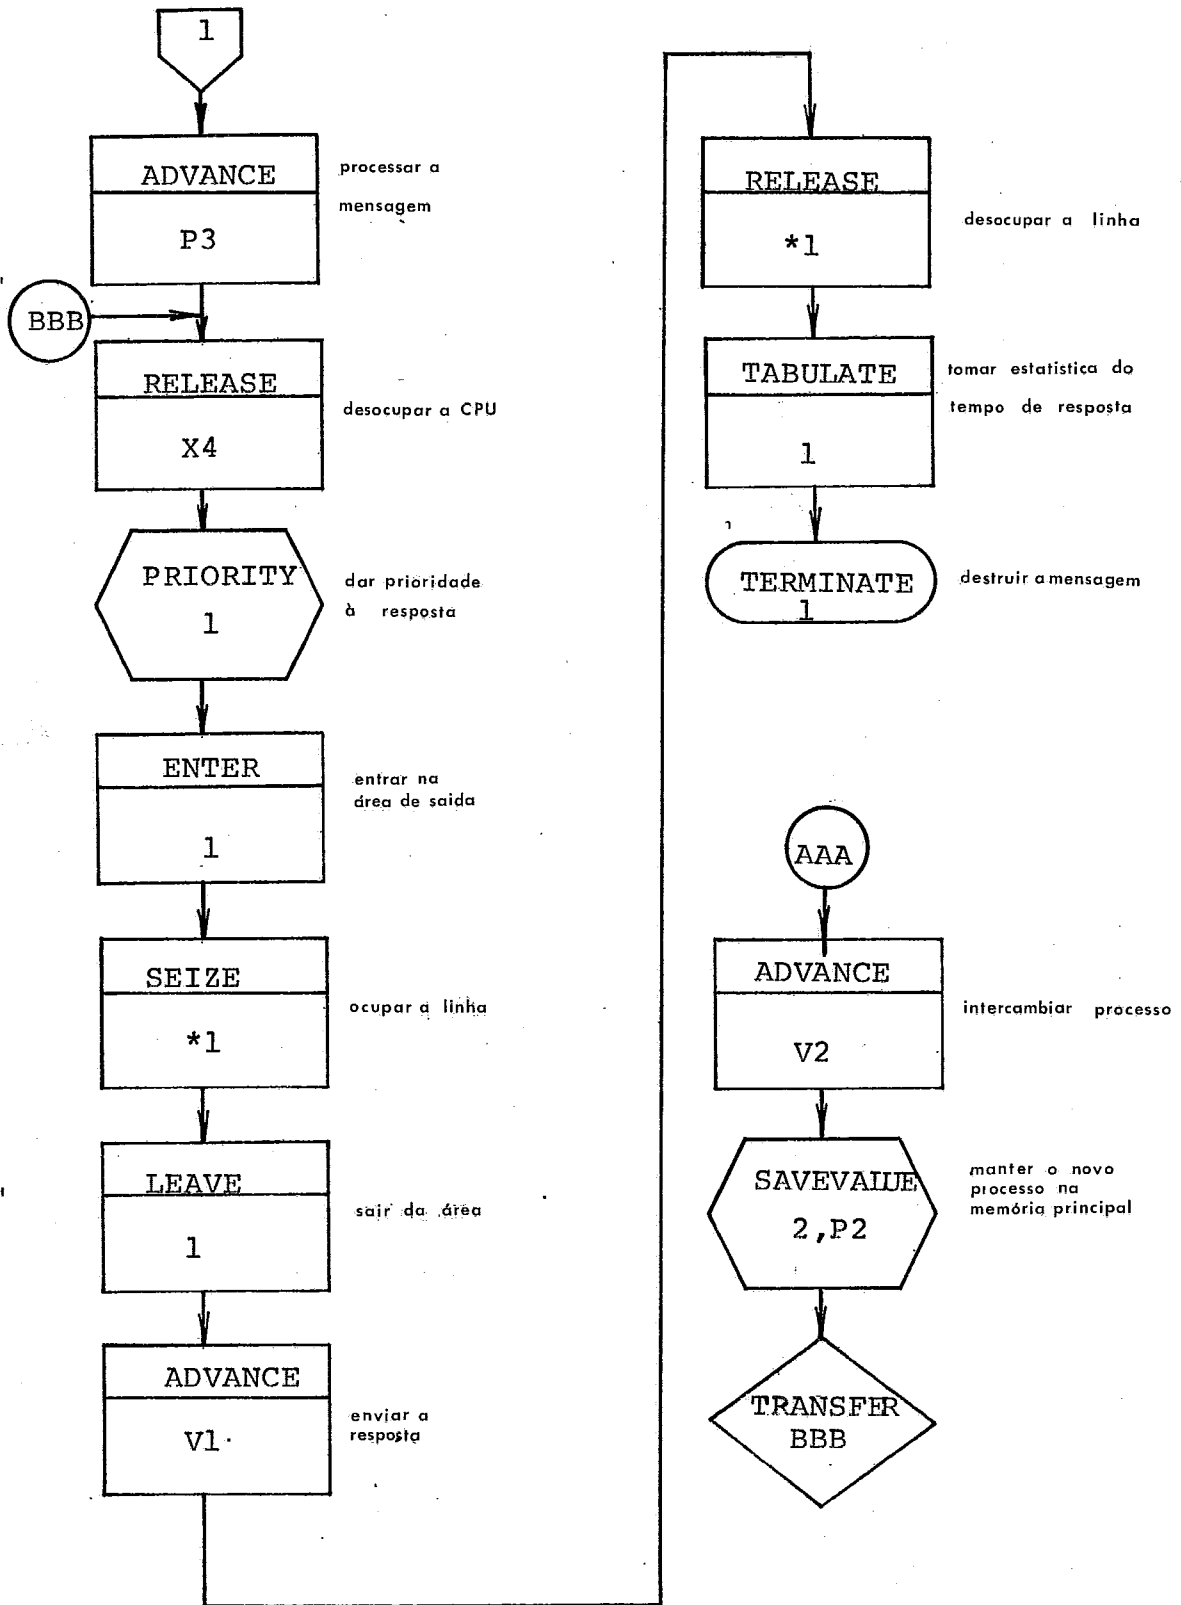 1
ADVANCE
P3
processar a
mensagem
BBB
RELEASE
X4
desocupar a CPU
PRIORITY
1
dar prioridade
à resposta
ENTER
1
entrar na
área de saida
SEIZE
*1
ocupar a linha
LEAVE
1
sair da área
ADVANCE
V1
enviar a
resposta
RELEASE
*1
desocupar a linha
TABULATE
1
tomar estatistica do
tempo de resposta
TERMINATE
1
destruir a mensagem
AAA
ADVANCE
V2
intercambiar processo
SAVEVALUE
2,P2
manter o novo
processo na
memória principal
TRANSFER
BBB